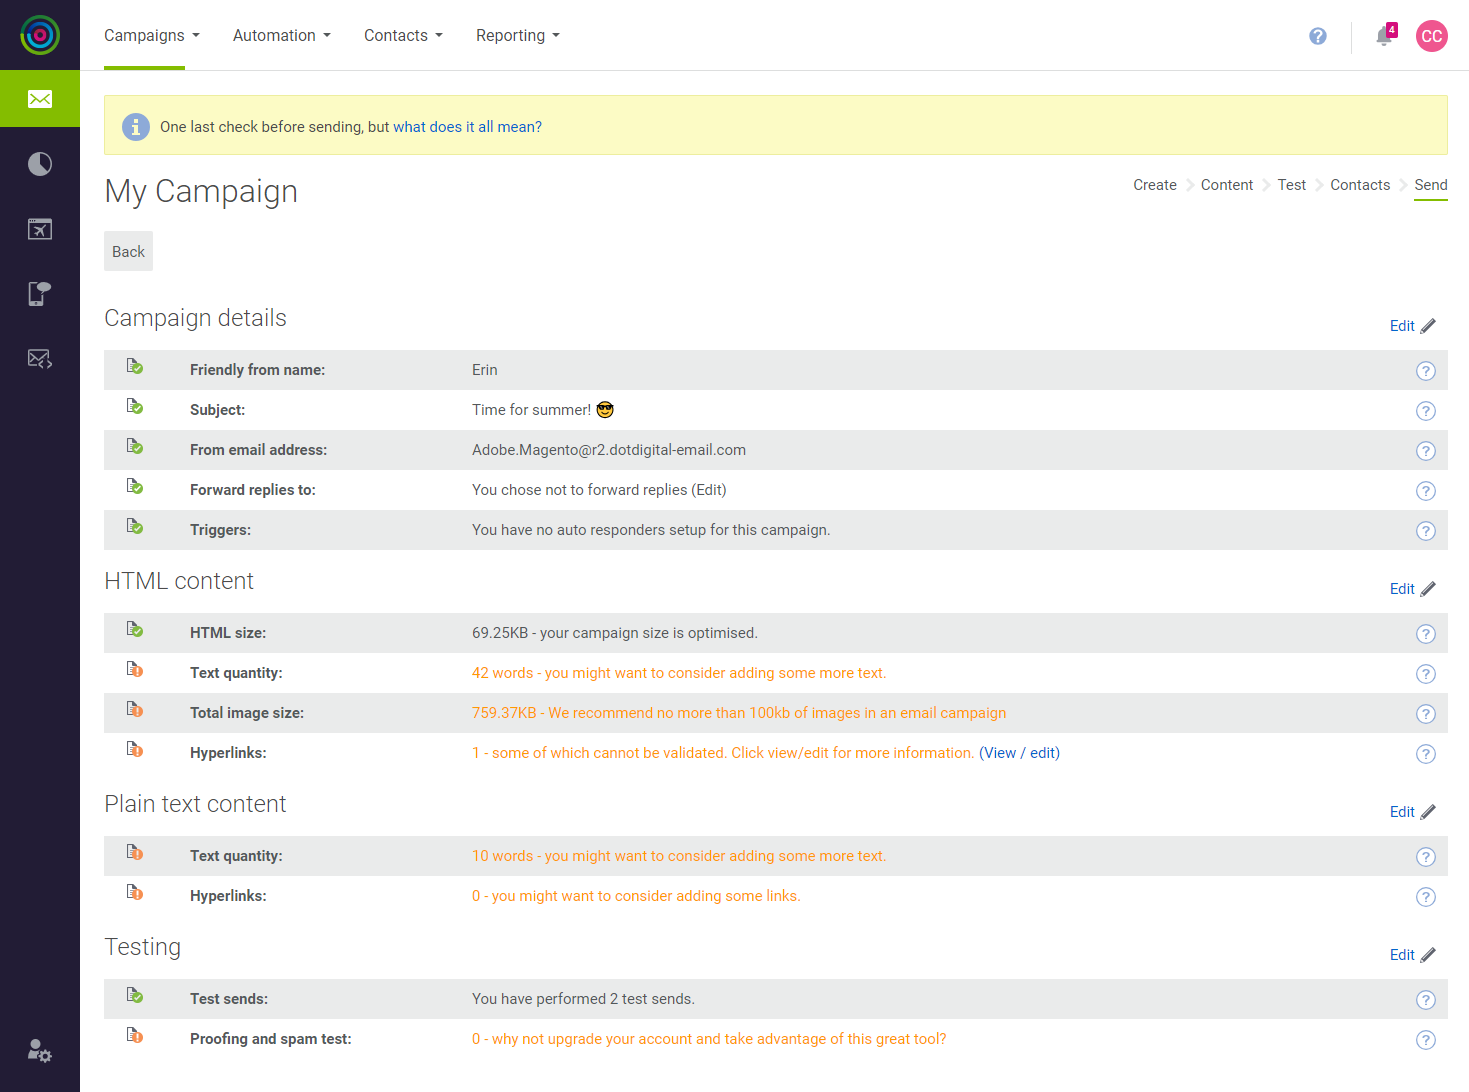 Campaigns Automation Contacts Reporting ? 4 CC
One last check before sending, but what does it all mean?
My Campaign
Create Content Test Contacts Send
Back
Campaign details
Edit
Friendly from name: Erin ?
Subject: Time for summer! 😎 ?
From email address: Adobe.Magento@r2.dotdigital-email.com ?
Forward replies to: You chose not to forward replies (Edit) ?
Triggers: You have no auto responders setup for this campaign. ?
HTML content
Edit
HTML size: 69.25KB - your campaign size is optimised. ?
Text quantity: 42 words - you might want to consider adding some more text. ?
Total image size: 759.37KB - We recommend no more than 100kb of images in an email campaign ?
Hyperlinks: 1 - some of which cannot be validated. Click view/edit for more information. (View / edit) ?
Plain text content
Edit
Text quantity: 10 words - you might want to consider adding some more text. ?
Hyperlinks: 0 - you might want to consider adding some links. ?
Testing
Edit
Test sends: You have performed 2 test sends. ?
Proofing and spam test: 0 - why not upgrade your account and take advantage of this great tool? ?